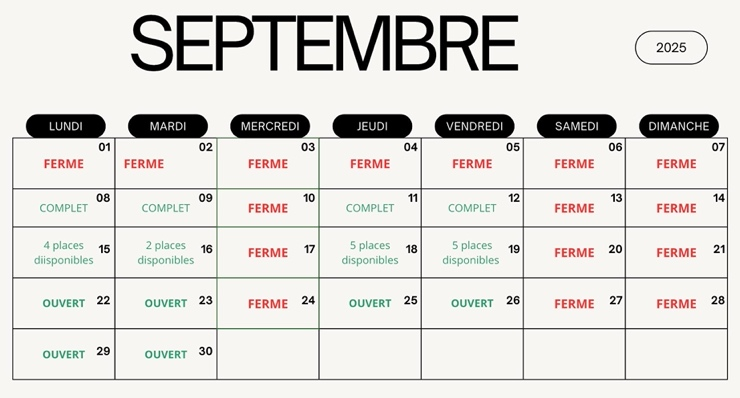 SEPTEMBRE
2025
LUNDI MARDI MERCREDI JEUDI VENDREDI SAMEDI DIMANCHE
01 02 03 04 05 06 07
FERME FERME FERME FERME FERME FERME FERME
08 09 10 11 12 13 14
COMPLET COMPLET FERME COMPLET COMPLET FERME FERME
4 places 2 places 5 places 5 places
15 16 FERME 17 18 19 FERME 20 FERME 21
diisponibles disponibles disponibles disponibles
OUVERT 22 OUVERT 23 FERME 24 OUVERT 25 OUVERT 26 FERME 27 FERME 28
OUVERT 29 OUVERT 30